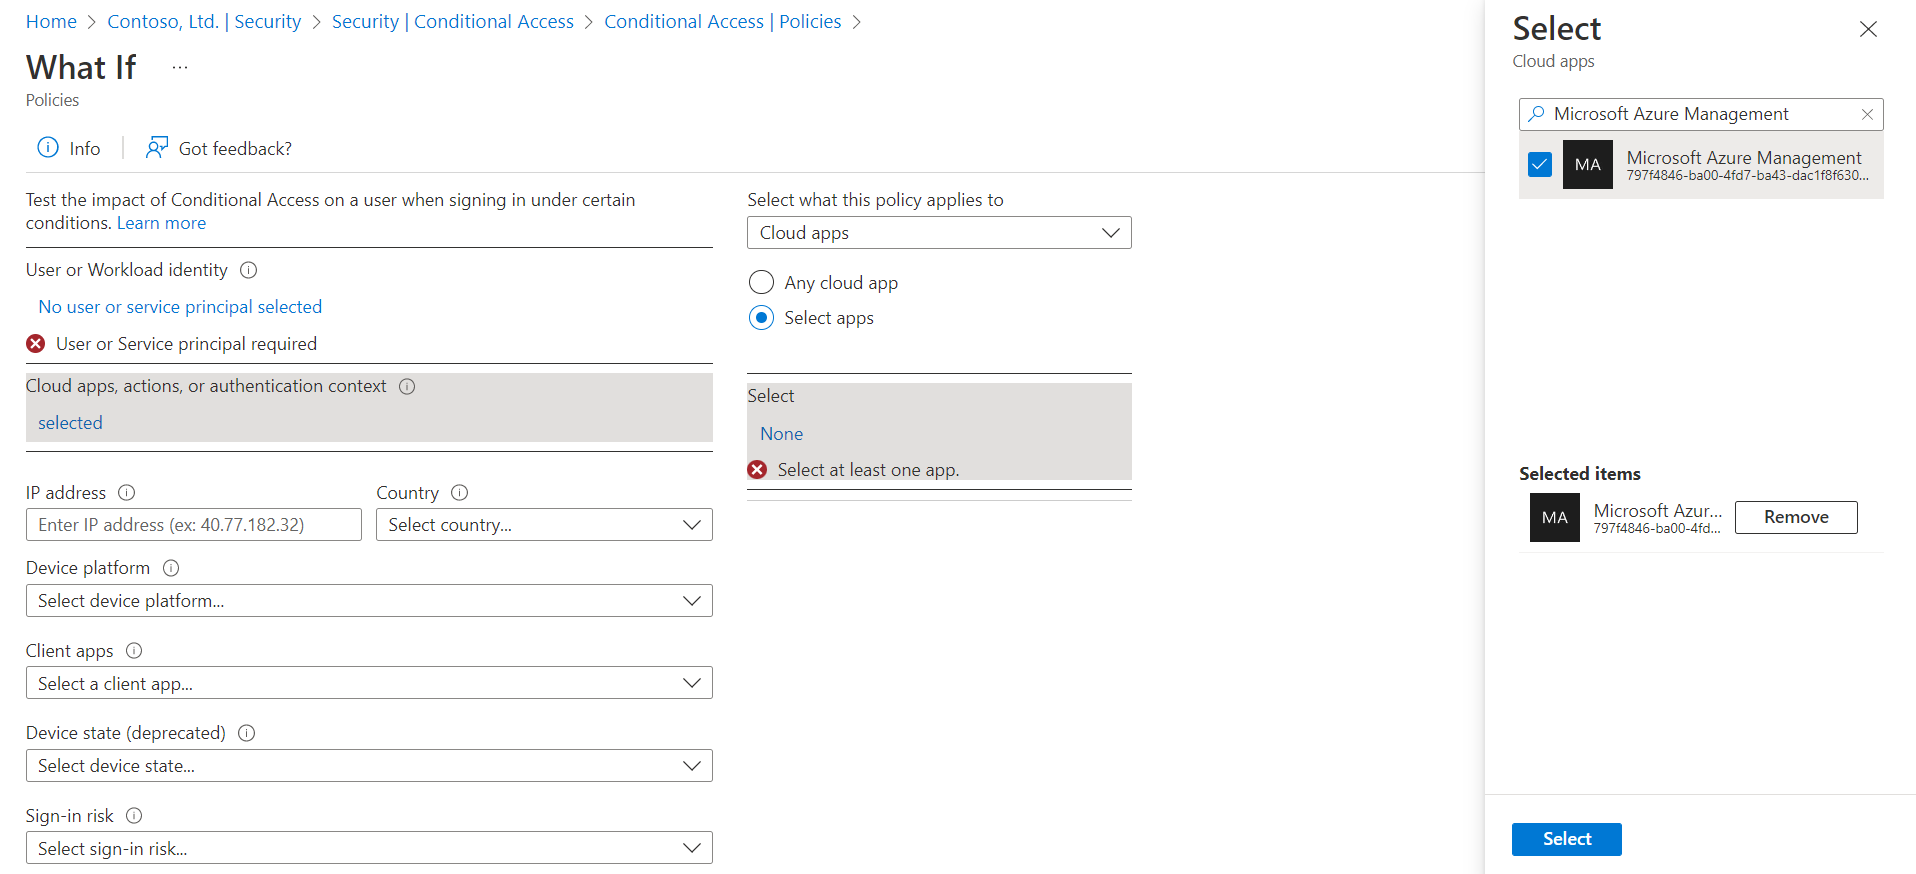 Home > Contoso, Ltd. | Security > Security | Conditional Access > Conditional Access | Policies >
What If ...
Policies
Info
Got feedback?
Test the impact of Conditional Access on a user when signing in under certain
conditions. Learn more
User or Workload identity
No user or service principal selected
User or Service principal required
Cloud apps, actions, or authentication context
selected
IP address
Country
Enter IP address (ex: 40.77.182.32)
Select country...
Device platform
Select device platform...
Client apps
Select a client app...
Device state (deprecated)
Select device state...
Sign-in risk
Select sign-in risk...
Select what this policy applies to
Cloud apps
Any cloud app
Select apps
Select
None
Select at least one app.
Select
Cloud apps
Microsoft Azure Management
MA
Microsoft Azure Management
797f4846-ba00-4fd7-ba43-dac1f8f630...
Selected items
MA
Microsoft Azur...
797f4846-ba00-4fd...
Remove
Select